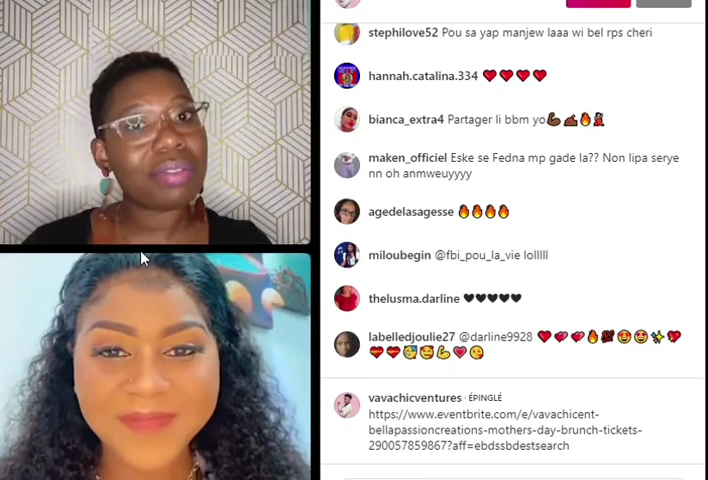 stephilove52 Pou sa yap manjew laaa wi bel rps cheri
hannah.catalina.334 ❤️❤️❤️❤️
bianca_extra4 Partager li bbm yo
maken_officiel Eske se Fedna mp gade la?? Non lipa serye
nn oh anmweuyyyy
agedelasagesse 🔥🔥🔥🔥
miloubegin @fbi_pou_la_vie lolllll
thelusma.darline 🖤🖤🖤🖤🖤
labelledjoulie27 @darline9928
vavachicventures · ÉPINGLÉ
https://www.eventbrite.com/e/vavachicent-
bellapassioncreations-mothers-day-brunch-tickets-
290057859867?aff=ebdssbdestsearch